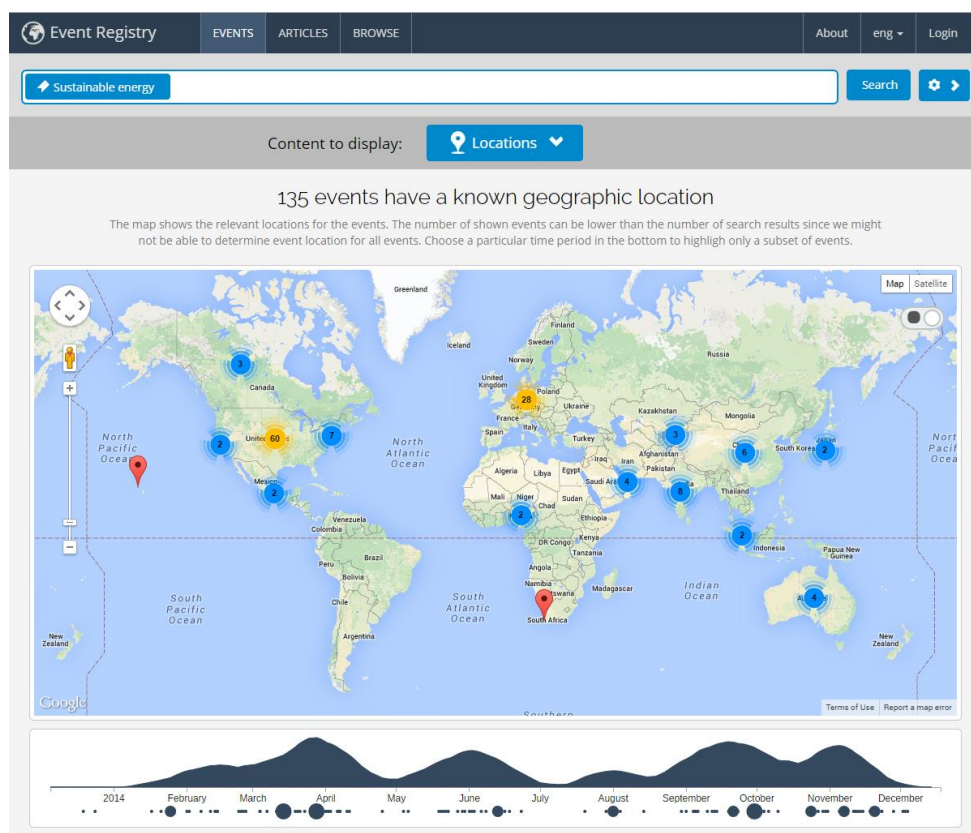 Event Registry
EVENTS
ARTICLES
BROWSE
About
eng
Login
Sustainable energy
Search
Content to display:
Locations
135 events have a known geographic location
The map shows the relevant locations for the events. The number of shown events can be lower than the number of search results since we might
not be able to determine event location for all events. Choose a particular time period in the bottom to highligh only a subset of events.
Map
Satellite
Greenland
Iceland
Finland
Sweden
Norway
Russia
United
Kingdom
Poland
28
France
Ukraine
Kazakhstan
Mongolia
Spain
Italy
Turkey
3
Canada
2
60
7
North
Pacific
Ocean
North
Atlantic
Ocean
3
6
South Korea
Japan
2
Iraq
Iran
Afghanistan
Pakistan
Algeria
Libya
Egypt
4
8
Thailand
Mexico
2
Mali
Niger
Chad
Sudan
2
Ethiopia
Venezuela
Colombia
DR Congo
Kenya
Tanzania
2
Indonesia
Papua New
Guinea
Peru
Brazil
Bolivia
Angola
Namibia
Madagascar
Indian
Ocean
South
Pacific
Ocean
Chile
South
Atlantic
Ocean
South Africa
4
New
Zealand
Argentina
New
Zealand
Google
Terms of Use
Report a map error
2014
February
March
April
May
June
July
August
September
October
November
December